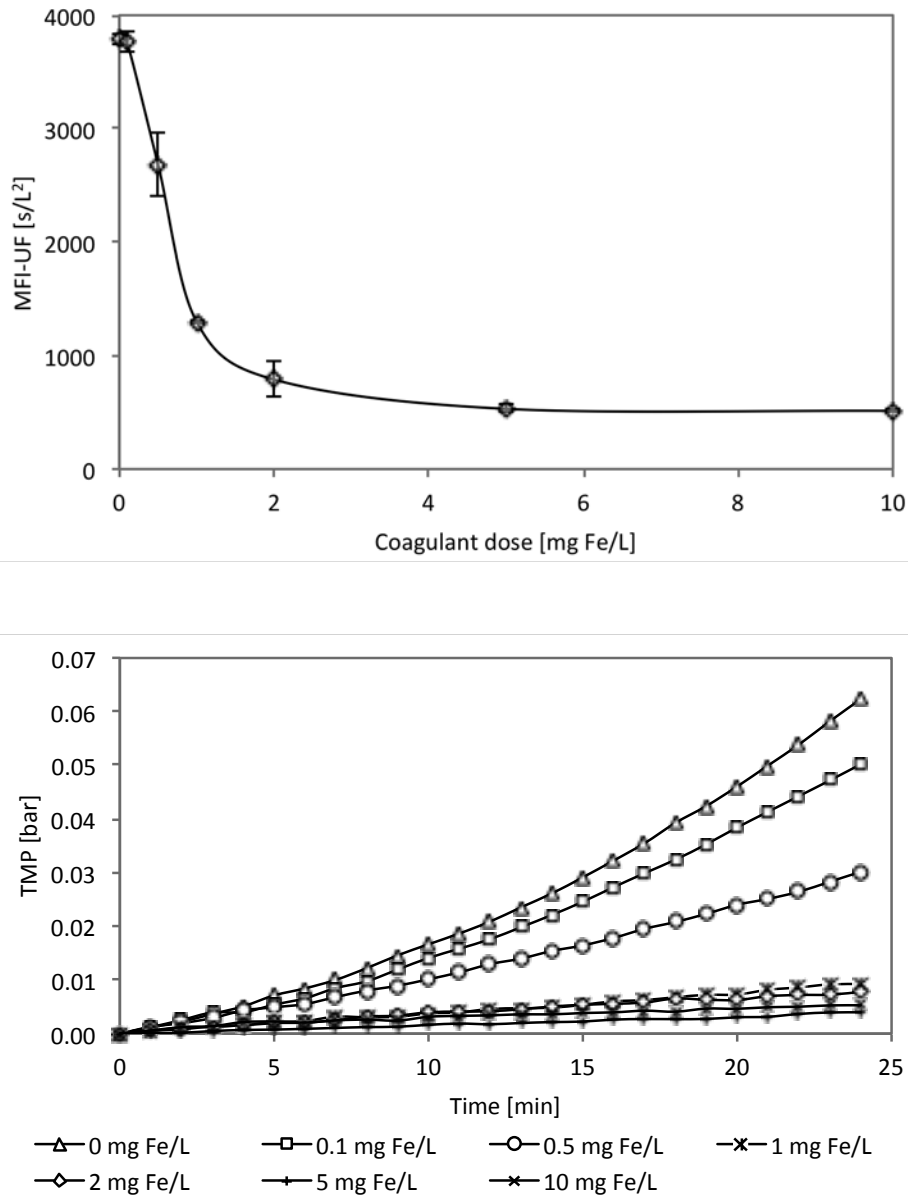 4000
3000
2000
1000
0
MFI-UF [s/L²]
0 2 4 6 8 10
Coagulant dose [mg Fe/L]
0.07
0.06
0.05
0.04
0.03
0.02
0.01
0.00
TMP [bar]
0 5 10 15 20 25
Time [min]
0 mg Fe/L 0.1 mg Fe/L 0.5 mg Fe/L 1 mg Fe/L
2 mg Fe/L 5 mg Fe/L 10 mg Fe/L